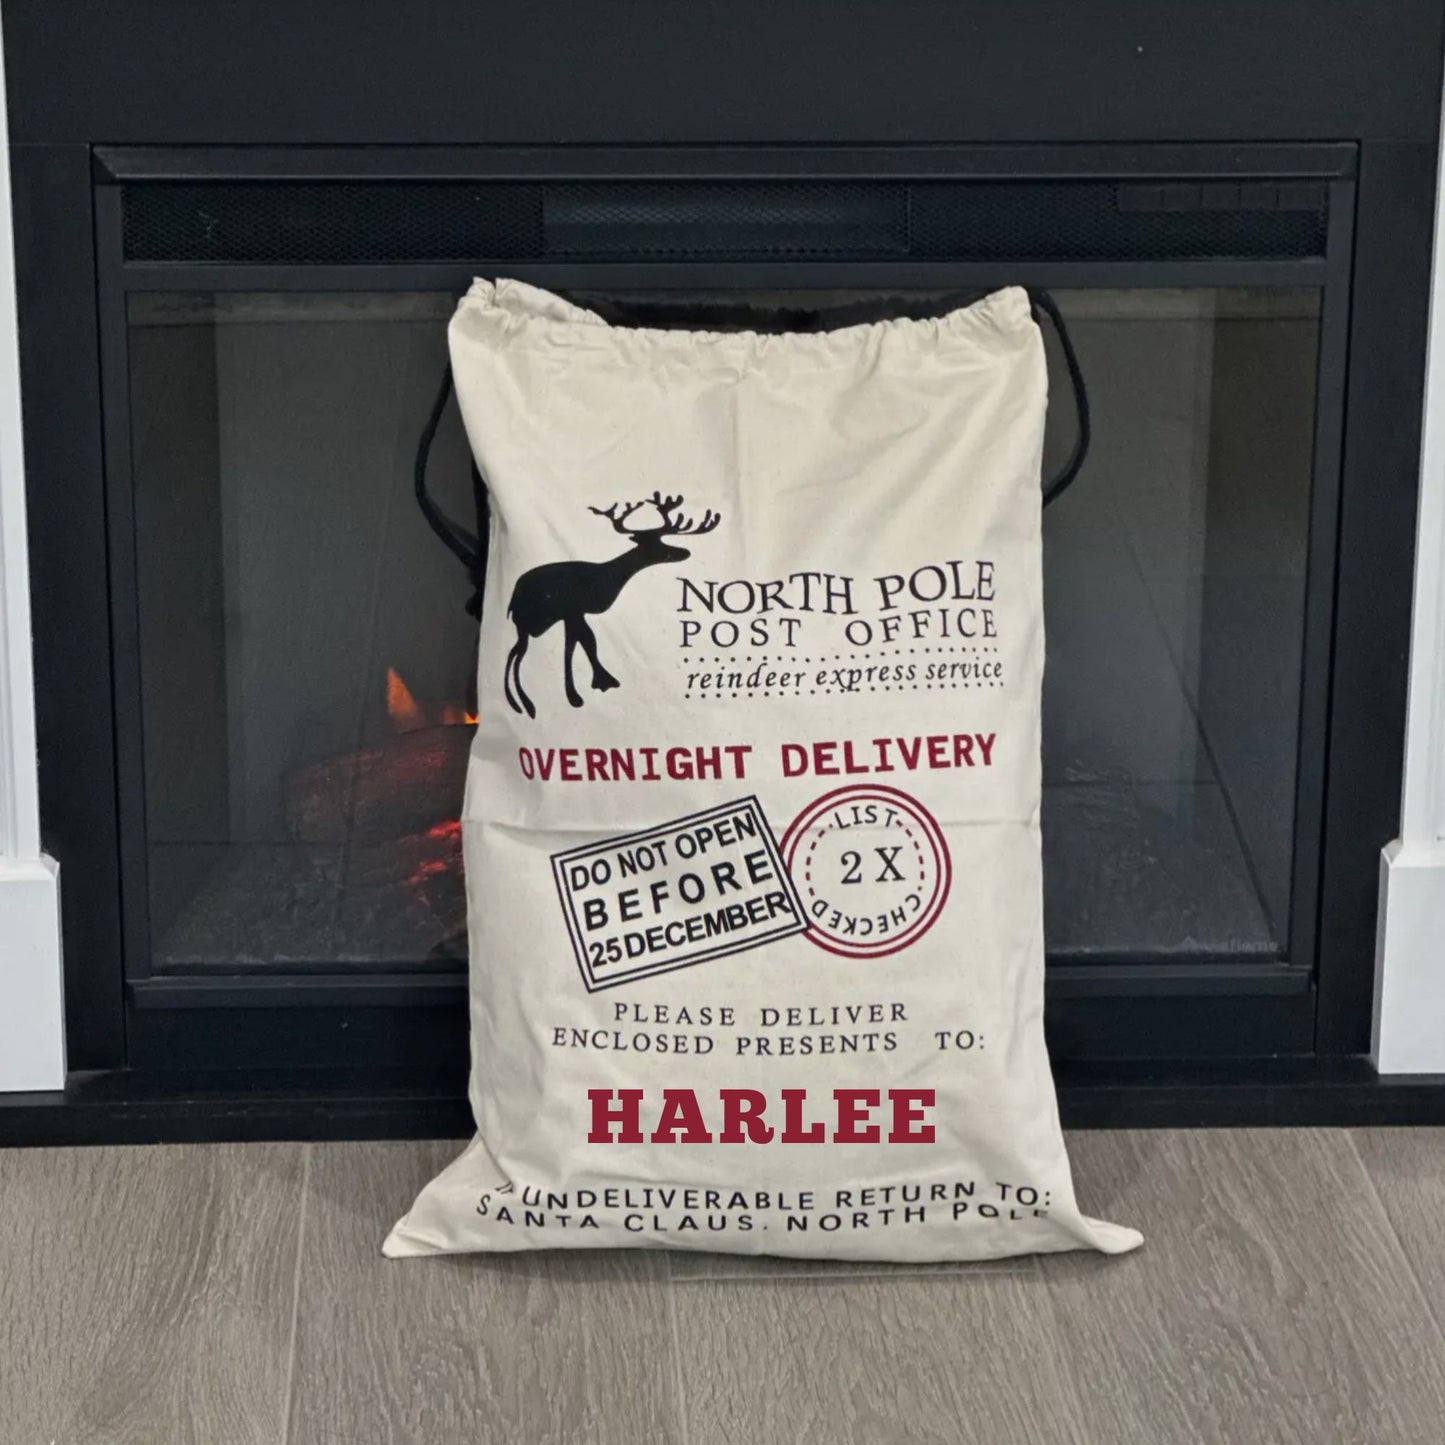 NORTH POLE
POST OFFICE
reindeer express service
OVERNIGHT DELIVERY
DO NOT OPEN
BEFORE
25 DECEMBER
LIST
2 X
CHECKED
PLEASE DELIVER
ENCLOSED PRESENTS TO:
HARLEE
UNDELIVERABLE RETURN TO:
SANTA CLAUS. NORTH POLE